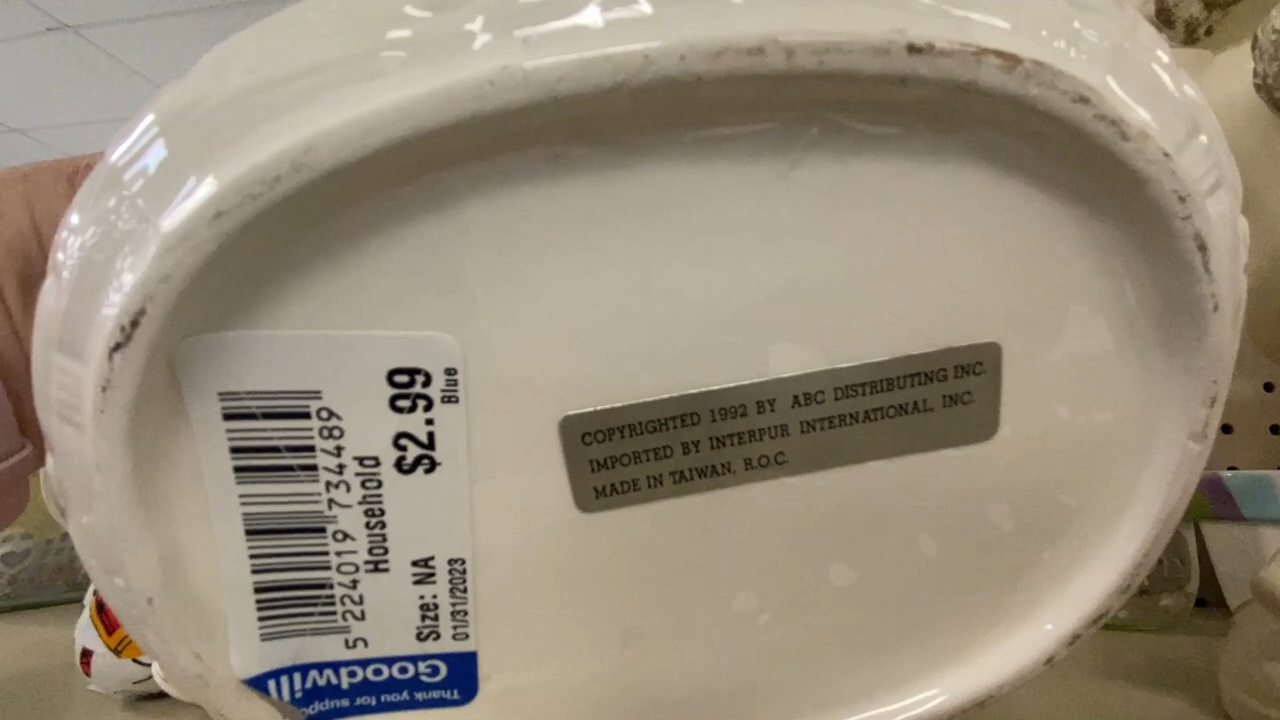 COPYRIGHTED 1992 BY ABC DISTRIBUTING INC.
IMPORTED BY INTERPUR INTERNATIONAL, INC.
MADE IN TAIWAN, R.O.C.
5 224019 734489
Household
$2.99
Blue
Size: NA
01/31/2023
Goodwill
Thank you for